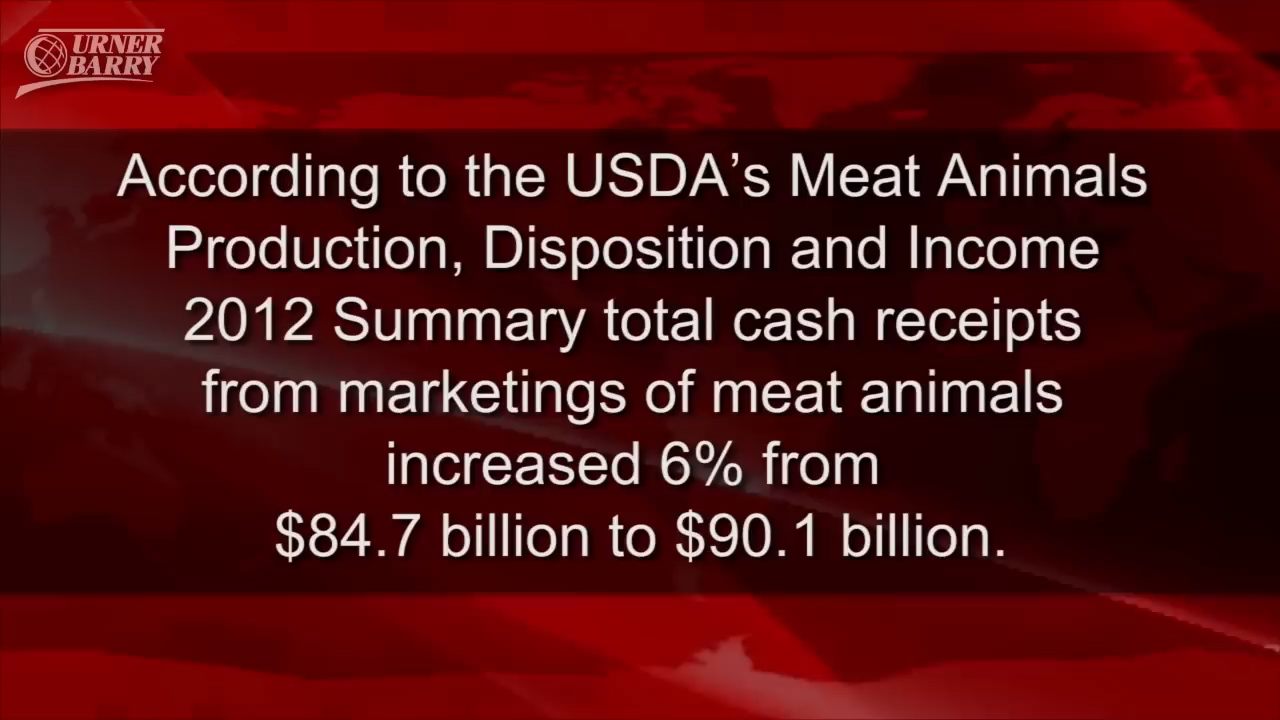 URNER
BARRY
According to the USDA’s Meat Animals
Production, Disposition and Income
2012 Summary total cash receipts
from marketings of meat animals
increased 6% from
$84.7 billion to $90.1 billion.